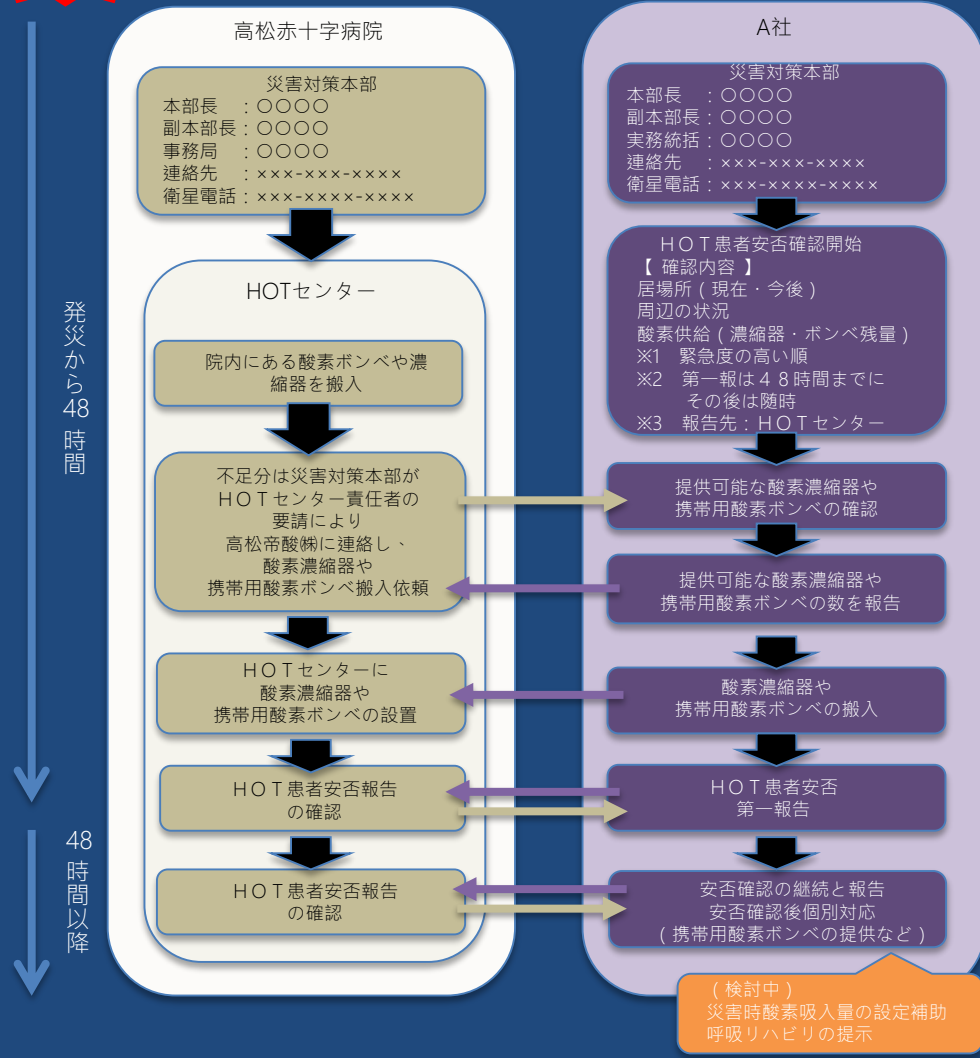 発災から48時間
48時間以降
高松赤十字病院
災害対策本部
本部長　：〇〇〇〇
副本部長：〇〇〇〇
事務局　：〇〇〇〇
連絡先　：×××-×××-××××
衛星電話：×××-××××-××××
HOTセンター
院内にある酸素ボンベや濃
縮器を搬入
不足分は災害対策本部が
ＨＯＴセンター責任者の
要請により
高松帝酸㈱に連絡し、
酸素濃縮器や
携帯用酸素ボンベ搬入依頼
ＨＯＴセンターに
酸素濃縮器や
携帯用酸素ボンベの設置
ＨＯＴ患者安否報告
の確認
ＨＯＴ患者安否報告
の確認
A社
災害対策本部
本部長　：〇〇〇〇
副本部長：〇〇〇〇
実務統括：〇〇〇〇
連絡先　：×××-×××-××××
衛星電話：×××-××××-××××
ＨＯＴ患者安否確認開始
【 確認内容 】
居場所（現在・今後）
周辺の状況
酸素供給（濃縮器・ボンベ残量）
※1　緊急度の高い順
※2　第一報は４８時間までに
その後は随時
※3　報告先：ＨＯＴセンター
提供可能な酸素濃縮器や
携帯用酸素ボンベの確認
提供可能な酸素濃縮器や
携帯用酸素ボンベの数を報告
酸素濃縮器や
携帯用酸素ボンベの搬入
ＨＯＴ患者安否
第一報告
安否確認の継続と報告
安否確認後個別対応
（携帯用酸素ボンベの提供など）
（検討中）
災害時酸素吸入量の設定補助
呼吸リハビリの提示